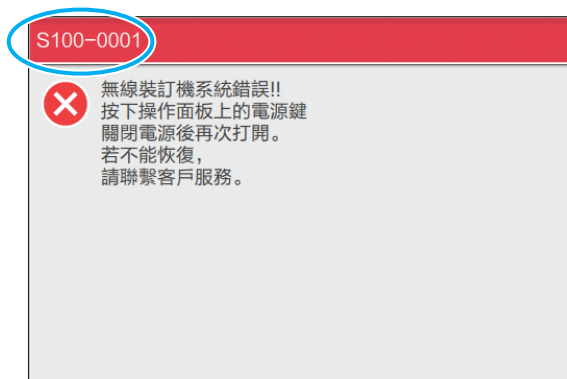 S100-0001
無線裝訂機系統錯誤!!
按下操作面板上的電源鍵
關閉電源後再次打開。
若不能恢復，
請聯繫客戶服務。